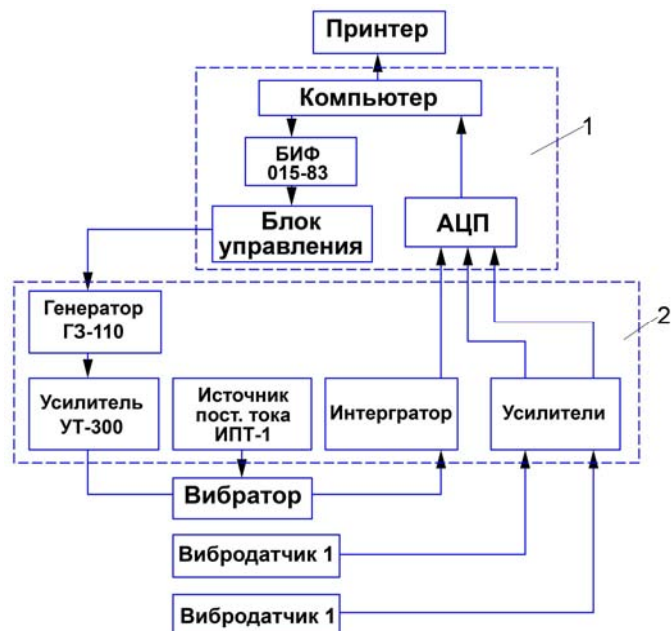 Принтер
Компьютер
1
БИФ
015-83
Блок
управления
АЦП
2
Генератор
ГЗ-110
Усилитель
УТ-300
Источник
пост. тока
ИПТ-1
Интергратор
Усилители
Вибратор
Вибродатчик 1
Вибродатчик 1